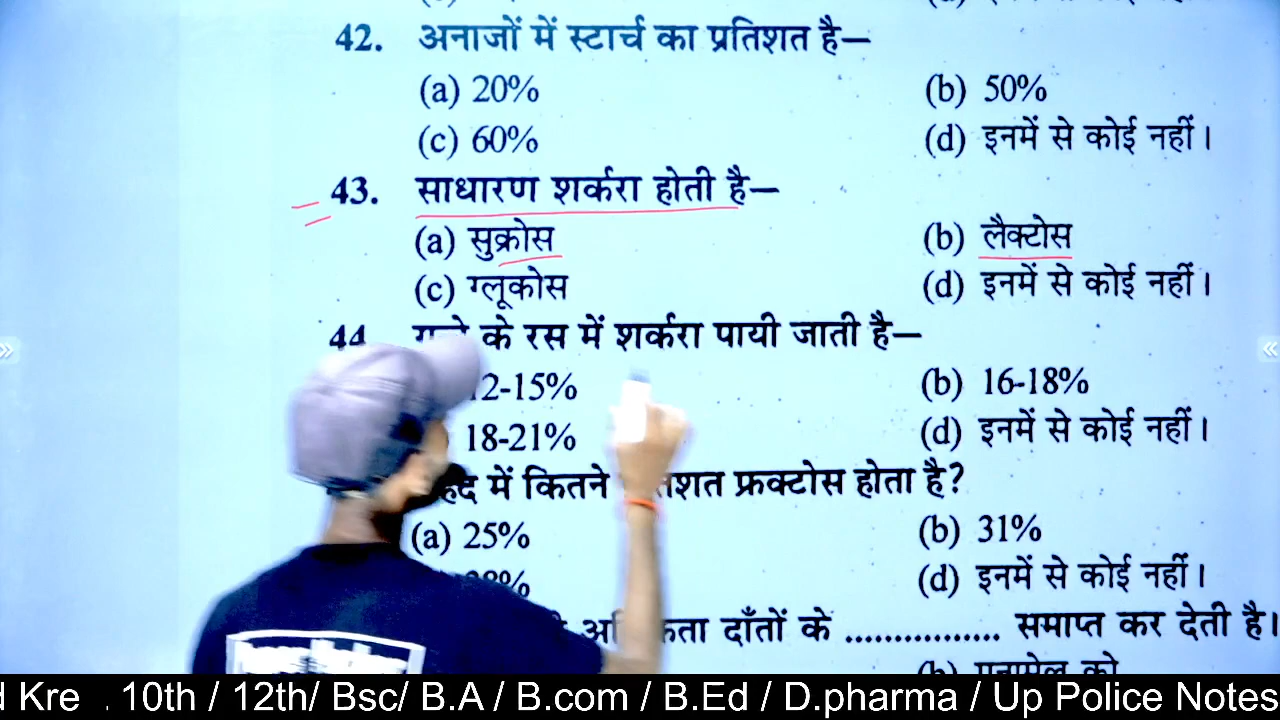 42. अनाजों में स्टार्च का प्रतिशत है—
(a) 20% (b) 50%
(c) 60% (d) इनमें से कोई नहीं।
43. साधारण शर्करा होती है—
(a) सुक्रोस (b) लैक्टोस
(c) ग्लूकोस (d) इनमें से कोई नहीं।
44. के रस में शर्करा पायी जाती है—
12-15% (b) 16-18%
18-21% (d) इनमें से कोई नहीं।
में कितने फ्रक्टोस होता है?
(a) 25% (b) 31%
(d) इनमें से कोई नहीं।
दाँतों के ................. समाप्त कर देती है।
(b)
10th / 12th/ Bsc/ B.A / B.com / B.Ed / D.pharma / Up Police Notes